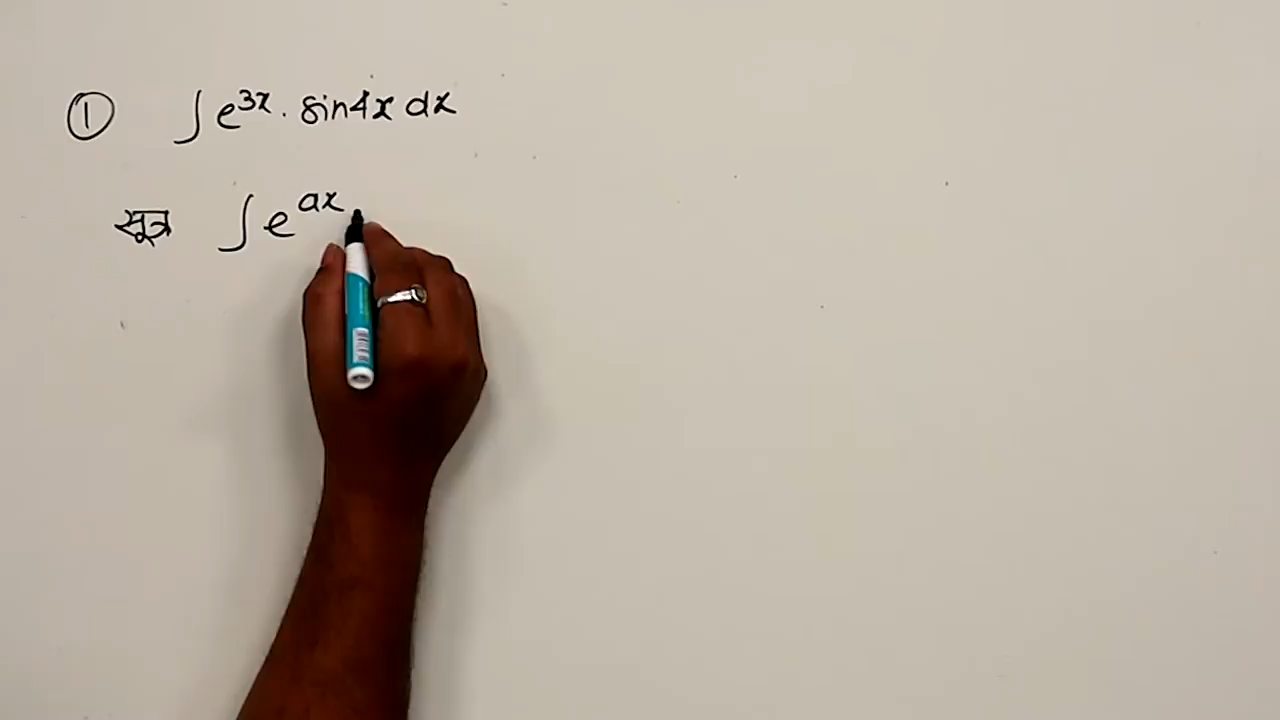 ① ∫ e^{3x} . sin4x dx
सूत्र ∫ e^{ax}